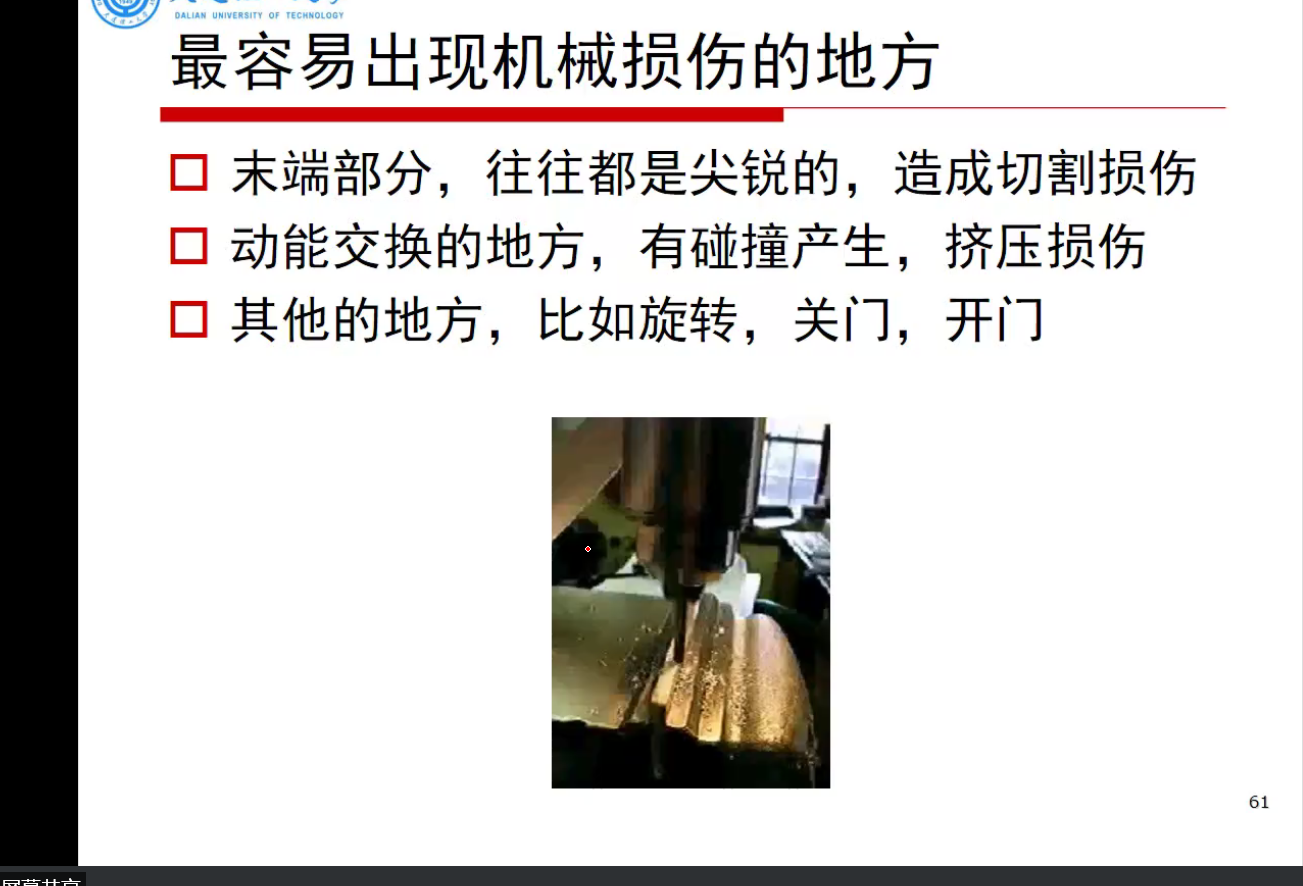 DALIAN UNIVERSITY OF TECHNOLOGY
最容易出现机械损伤的地方
末端部分，往往都是尖锐的，造成切割损伤
动能交换的地方，有碰撞产生，挤压损伤
其他的地方，比如旋转，关门，开门
61
屏幕共享